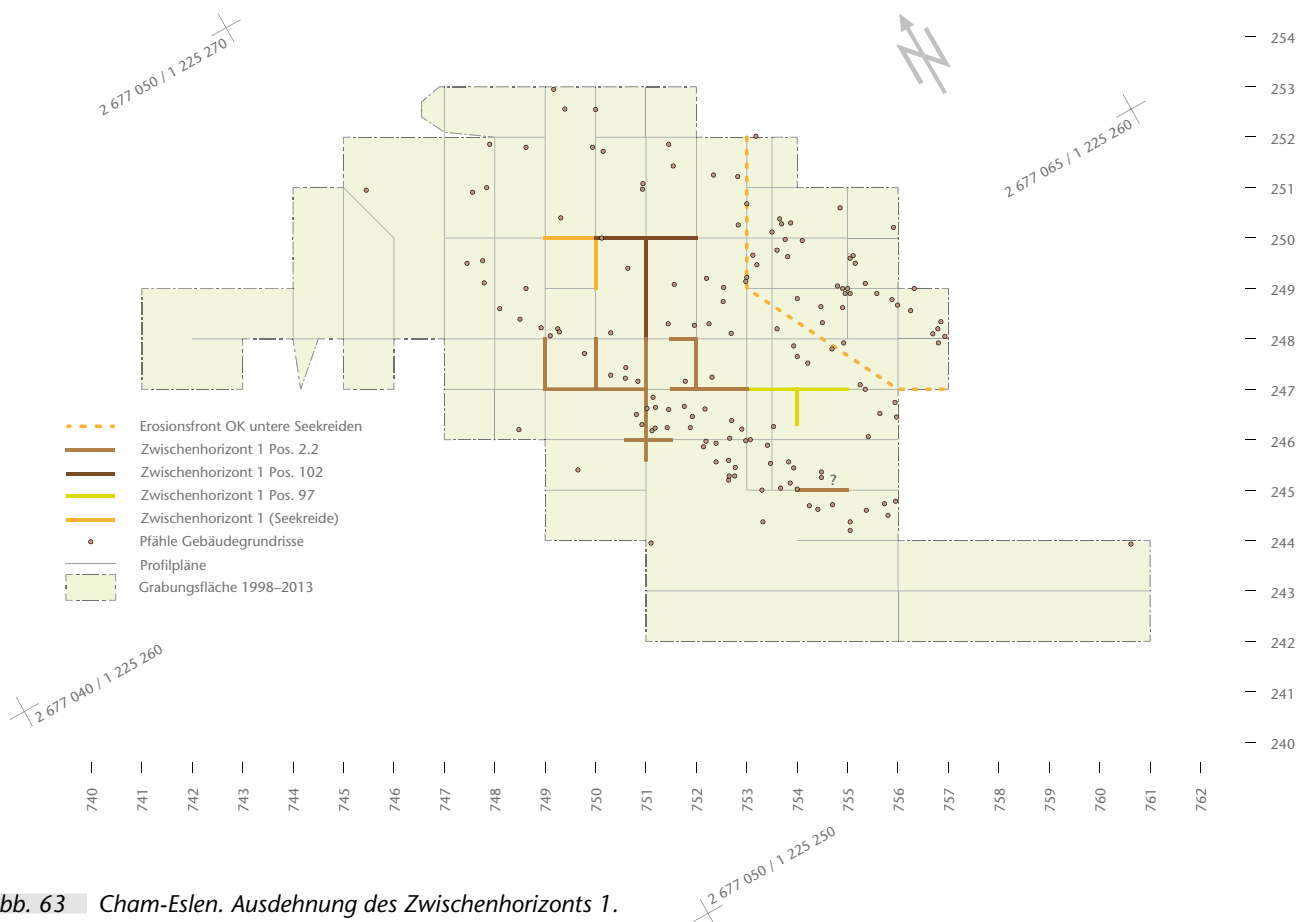 254
2 677 050 / 1 225 270
253
252
2 677 065 / 1 225 260
251
250
249
248
247
Erosionsfront OK untere Seekreiden
Zwischenhorizont 1 Pos. 2.2
246
Zwischenhorizont 1 Pos. 102
?
Zwischenhorizont 1 Pos. 97
245
Zwischenhorizont 1 (Seekreide)
Pfähle Gebäudegrundrisse
244
Profilpläne
Grabungsfläche 1998–2013
243
242
2 677 040 / 1 225 260
241
240
740 741 742 743 744 745 746 747 748 749 750 751 752 753 754 755 756 757 758 759 760 761 762
2 677 050 / 1 225 250
bb. 63 Cham-Eslen. Ausdehnung des Zwischenhorizonts 1.